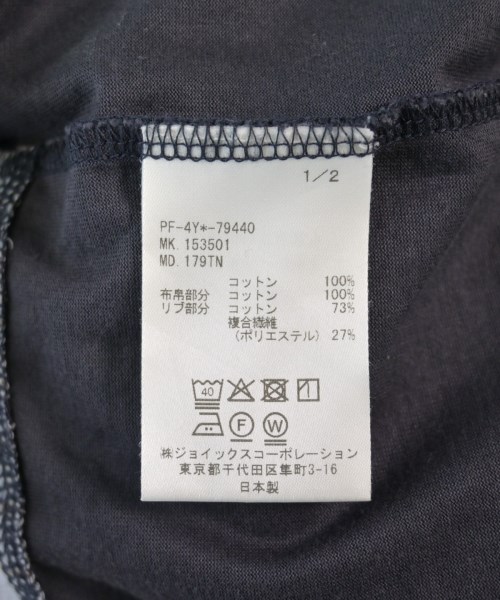 1/2
PF-4Y*-79440
MK. 153501
MD. 179TN
コットン 100%
布帛部分 コットン 100%
リブ部分 コットン 73%
複合繊維
(ポリエステル) 27%
40
F W
㈱ジョイックスコーポレーション
東京都千代田区隼町3-16
日本製